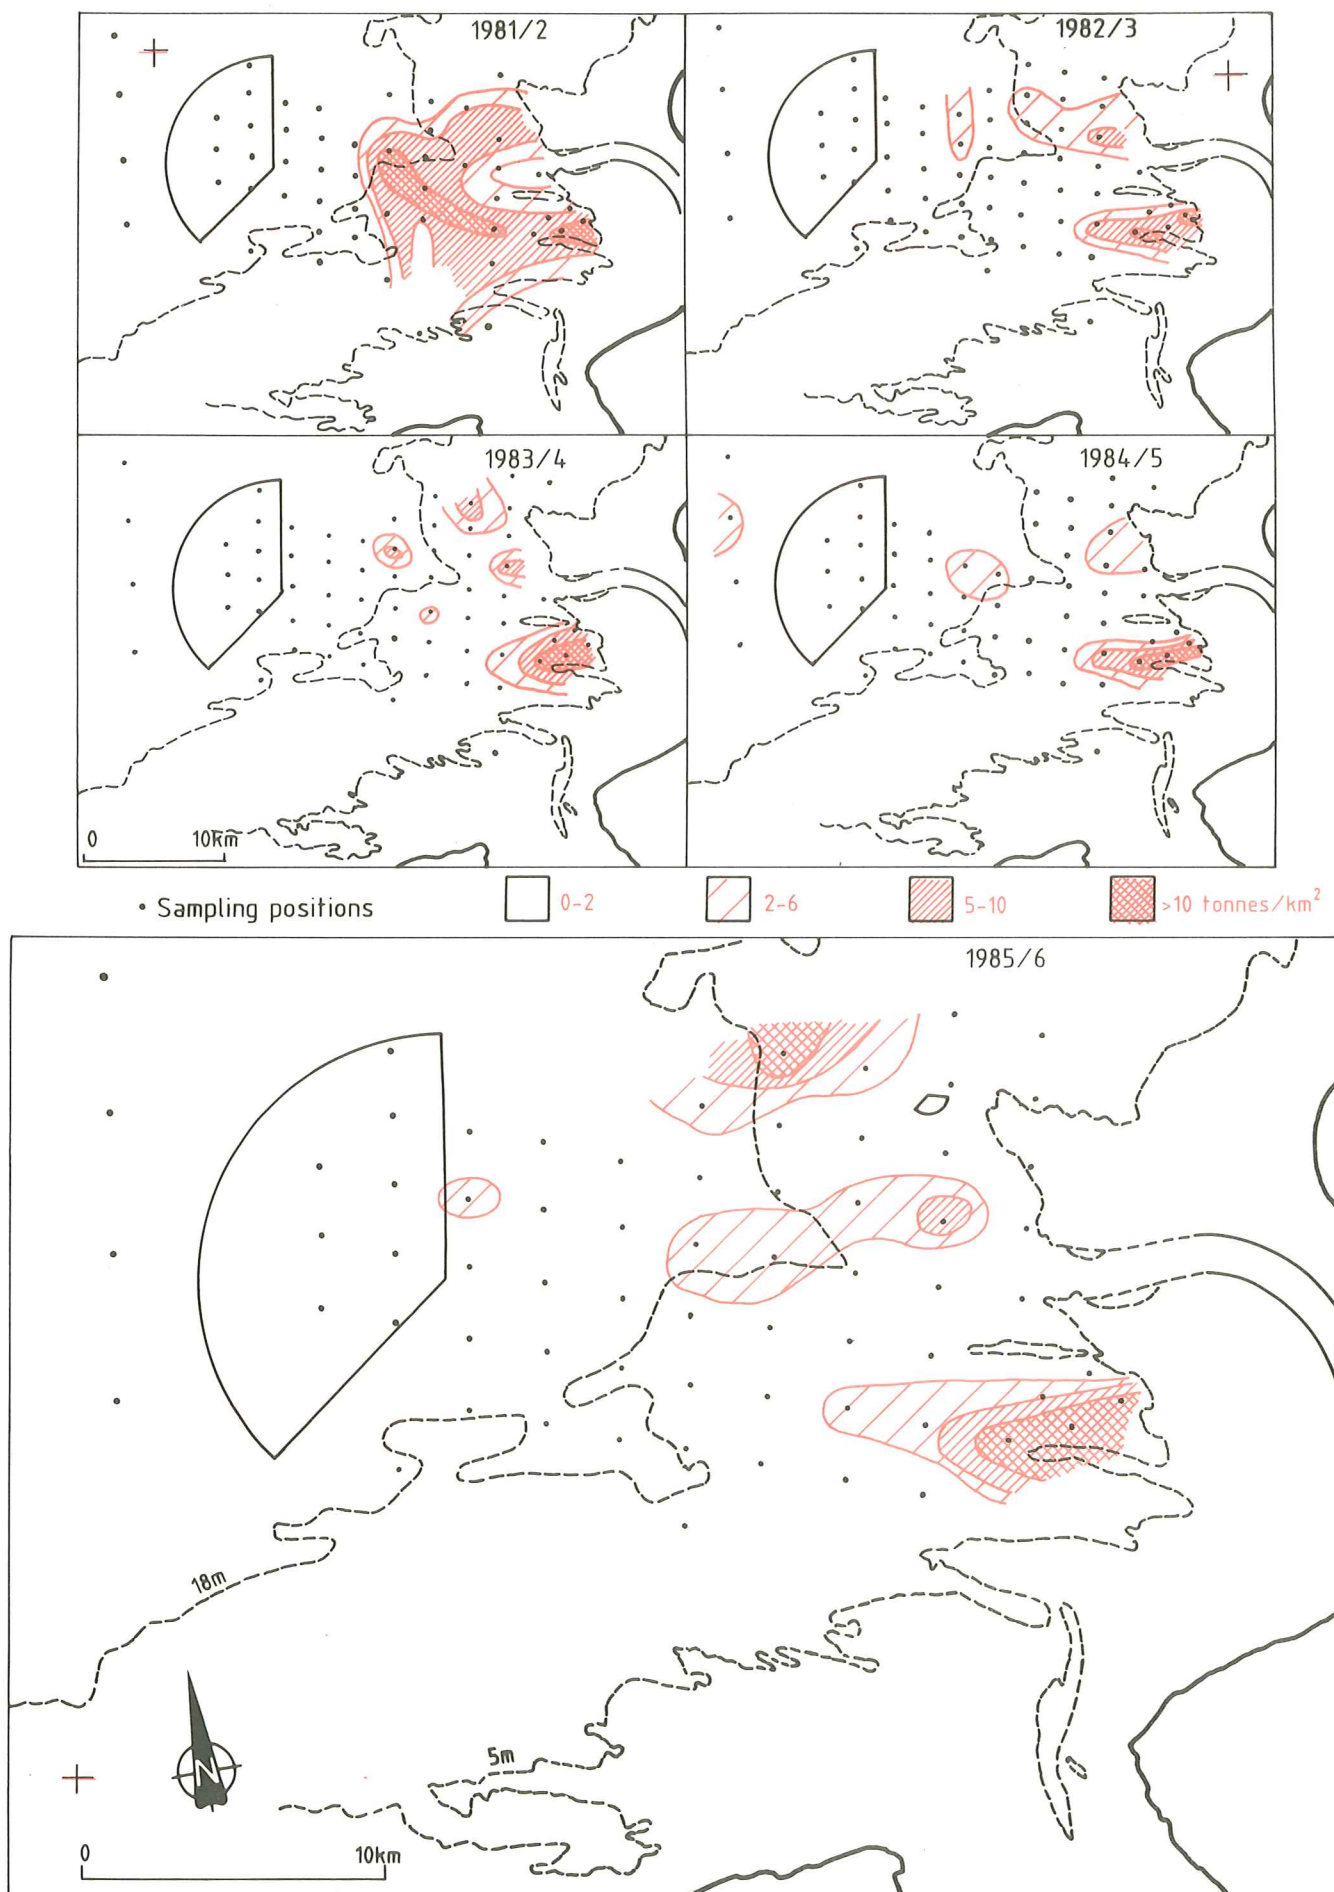 1981/2
1982/3
1983/4
1984/5
0 10km
Sampling positions 0-2 2-6 5-10 >10 tonnes/km²
1985/6
18m
N
5m
0 10km